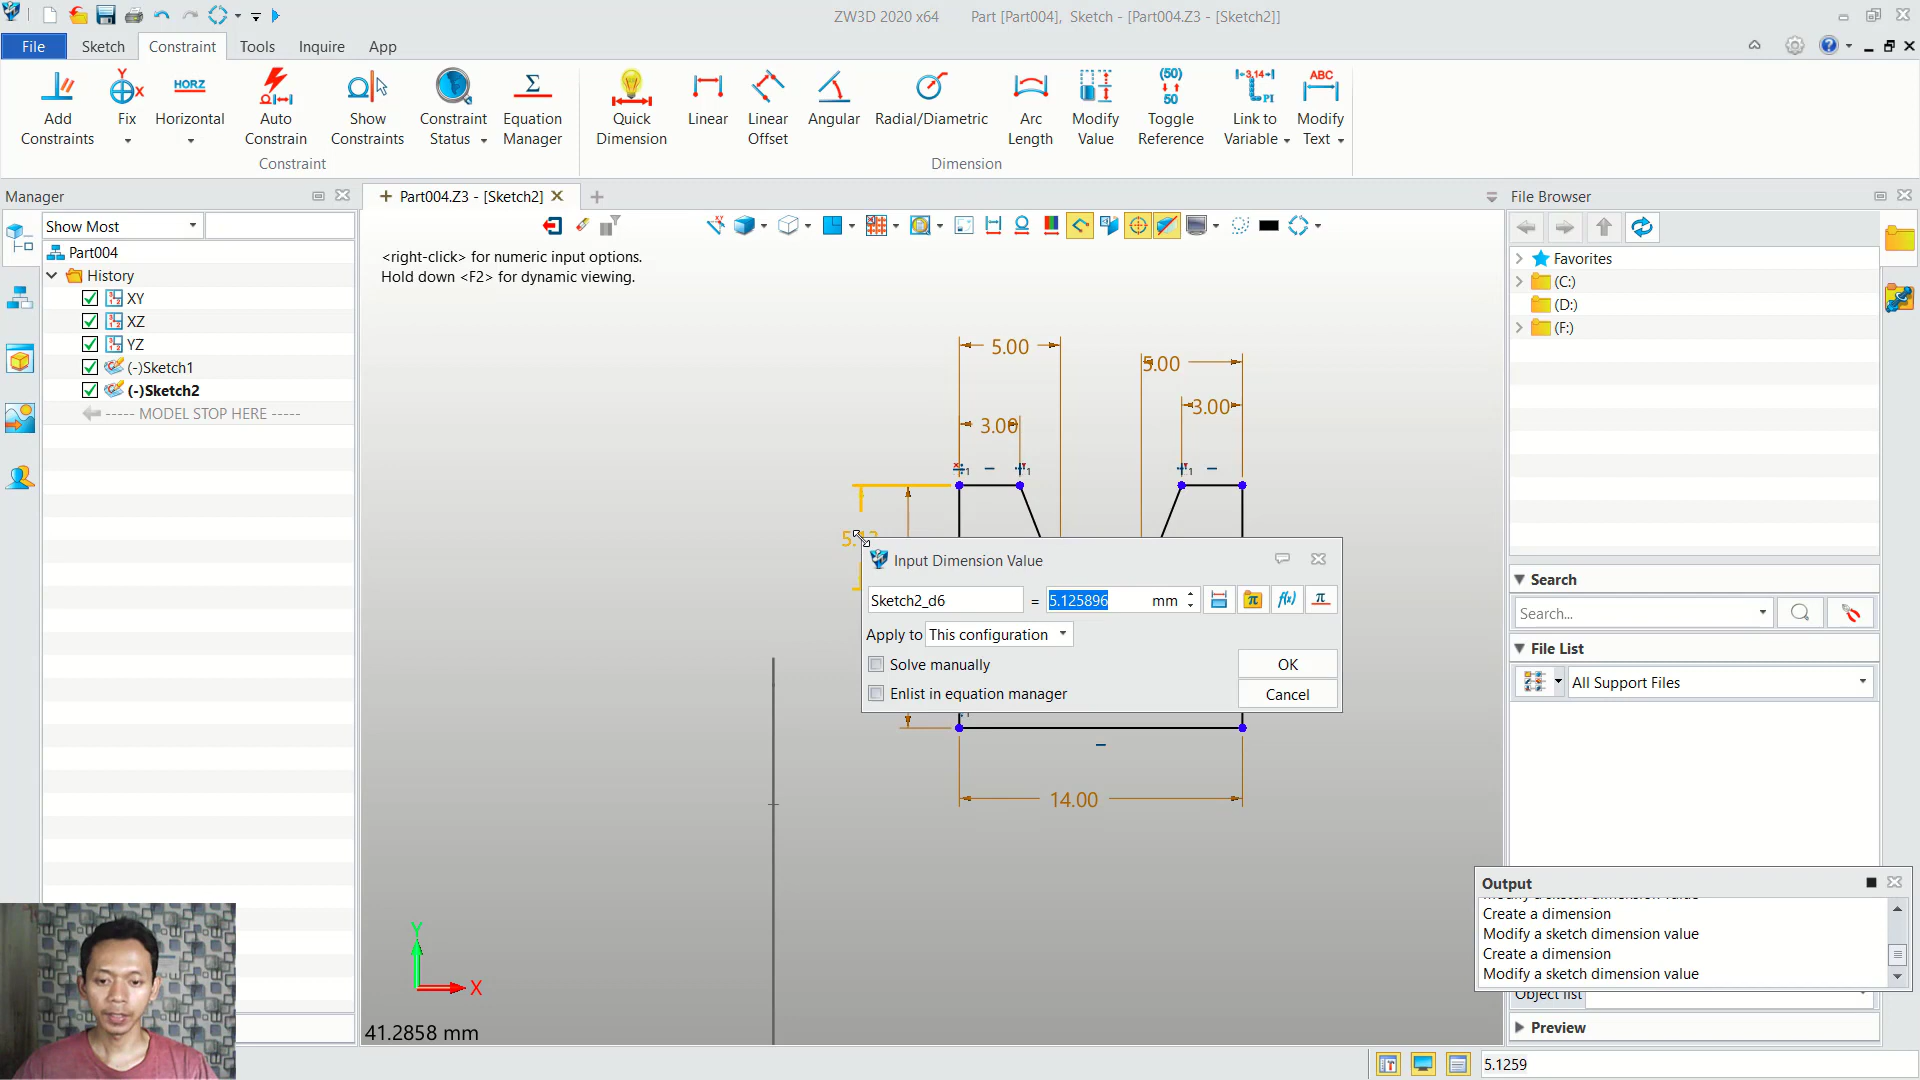 ZW3D 2020 x64 Part [Part004], Sketch - [Part004.Z3 - [Sketch2]]
File Sketch Constraint Tools Inquire App
HORZ
Σ
(50)
50
3.14
PI
ABC
Add Constraints
Fix
Horizontal
Auto Constrain
Show Constraints
Constraint Status
Equation Manager
Quick Dimension
Linear
Linear Offset
Angular
Radial/Diametric
Arc Length
Modify Value
Toggle Reference
Link to Variable
Modify Text
Constraint
Dimension
Manager
Part004.Z3 - [Sketch2]
File Browser
Show Most
Part004
History
XY
XZ
YZ
(-)Sketch1
(-)Sketch2
----- MODEL STOP HERE -----
<right-click> for numeric input options.
Hold down <F2> for dynamic viewing.
5.00
5.00
3.00
3.00
Input Dimension Value
Sketch2_d6 = 5.125896 mm
f(x)
π
Apply to This configuration
Solve manually
OK
Enlist in equation manager
Cancel
14.00
Y
X
41.2858 mm
Favorites
(C:)
(D:)
(F:)
Search
Search...
File List
All Support Files
Output
Create a dimension
Modify a sketch dimension value
Create a dimension
Modify a sketch dimension value
Object list
Preview
5.1259